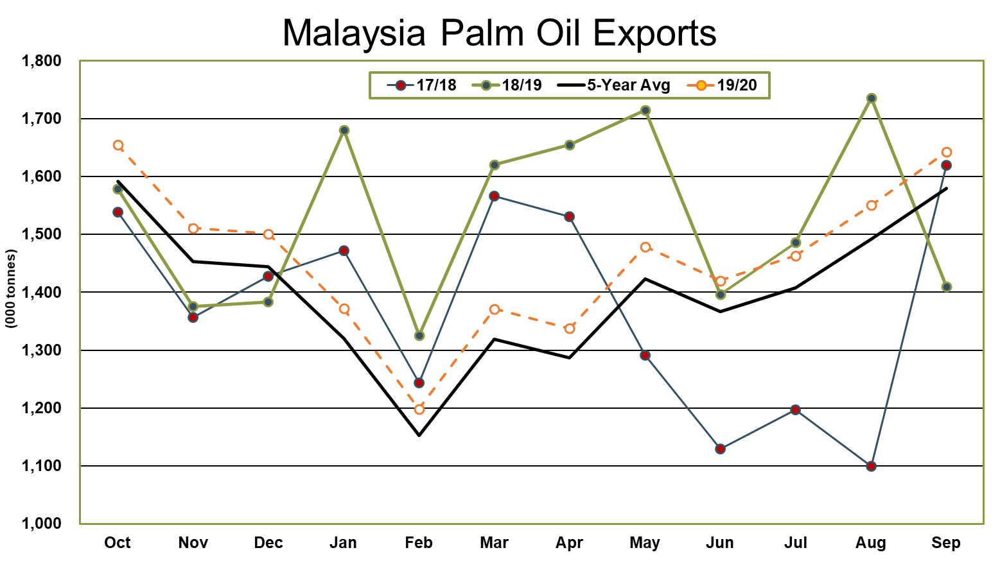 Malaysia Palm Oil Exports
17/18 18/19 5-Year Avg 19/20
(000 tonnes)
1,800
1,700
1,600
1,500
1,400
1,300
1,200
1,100
1,000
Oct Nov Dec Jan Feb Mar Apr May Jun Jul Aug Sep